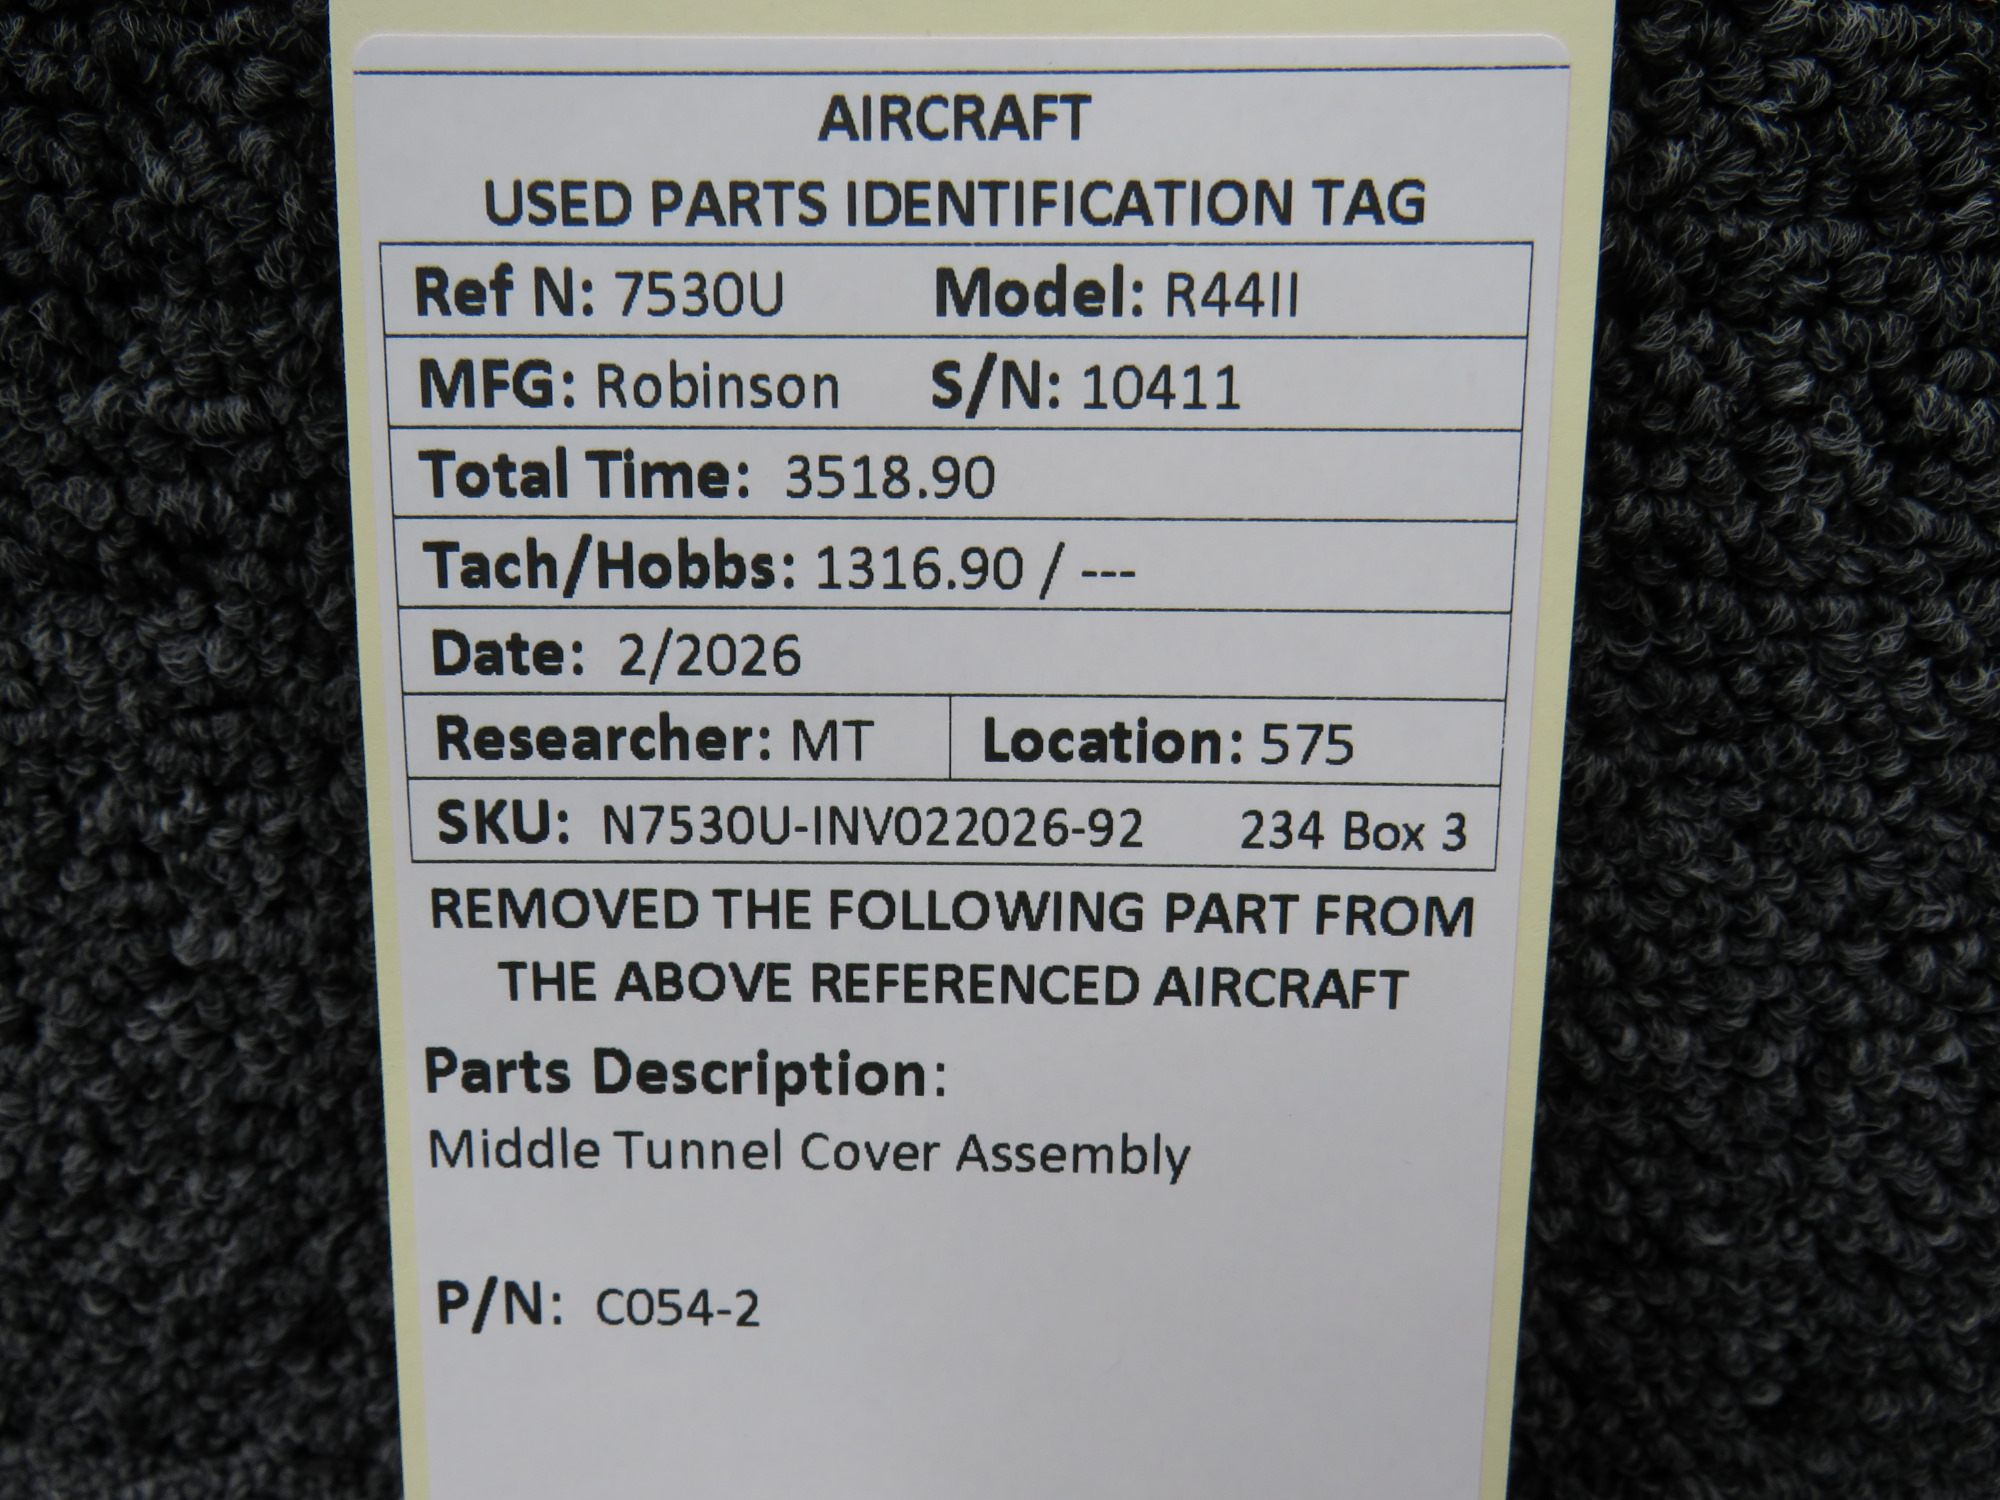 AIRCRAFT
USED PARTS IDENTIFICATION TAG
Ref N: 7530U Model: R44II
MFG: Robinson S/N: 10411
Total Time: 3518.90
Tach/Hobbs: 1316.90 / ---
Date: 2/2026
Researcher: MT Location: 575
SKU: N7530U-INV022026-92 234 Box 3
REMOVED THE FOLLOWING PART FROM
THE ABOVE REFERENCED AIRCRAFT
Parts Description:
Middle Tunnel Cover Assembly
P/N: C054-2